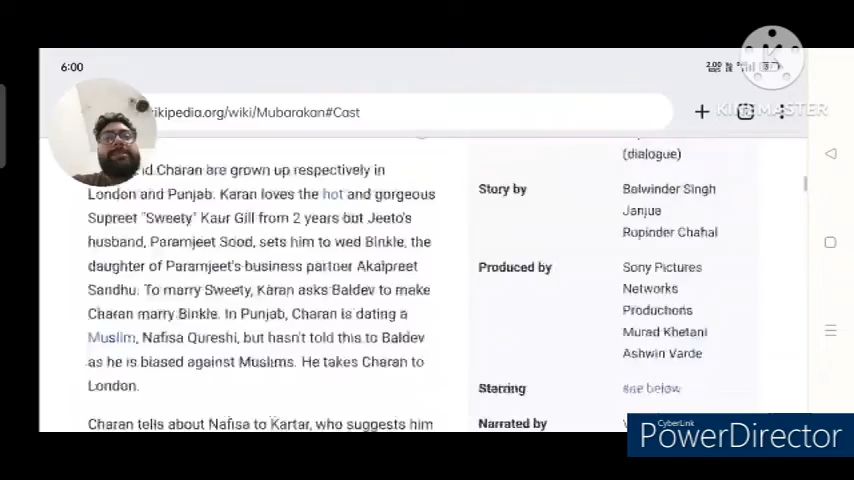 6:00
2.00
KINEMASTER
ikipedia.org/wiki/Mubarakan#Cast
nd Charan are grown up respectively in
London and Punjab. Karan loves the hot and gorgeous
Supreet "Sweety" Kaur Gill from 2 years but Jeeto's
husband, Paramjeet Sood, sets him to wed Binkle, the
daughter of Paramjeet's business partner Akalpreet
Sandhu. To marry Sweety, Karan asks Baldev to make
Charan marry Binkle. In Punjab, Charan is dating a
Muslim, Nafisa Qureshi, but hasn't told this to Baldev
as he is biased against Muslims. He takes Charan to
London.
Charan tells about Nafisa to Kartar, who suggests him
(dialogue)
Story by
Balwinder Singh
Janjua
Rupinder Chahal
Produced by
Sony Pictures
Networks
Productions
Murad Khetani
Ashwin Varde
Starring
see below
Narrated by
CyberLink
PowerDirector